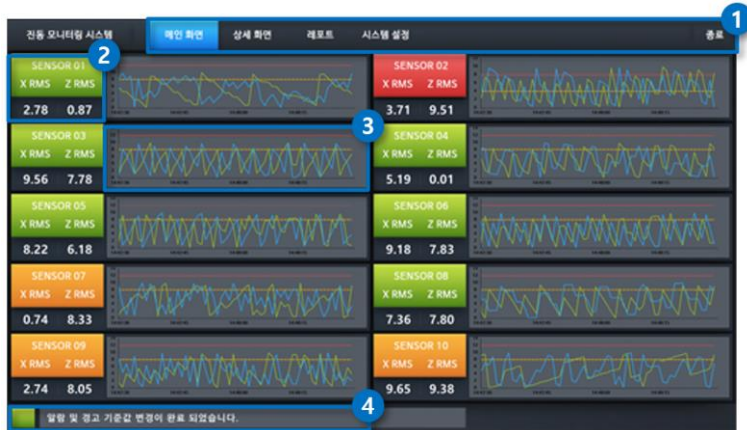 1
진동 모니터링 시스템 메인 화면 상세 화면 레포트 시스템 설정 종료
2
SENSOR 01
X RMS Z RMS
2.78 0.87
SENSOR 02
X RMS Z RMS
3.71 9.51
3
SENSOR 03
X RMS Z RMS
9.56 7.78
SENSOR 04
X RMS Z RMS
5.19 0.01
SENSOR 05
X RMS Z RMS
8.22 6.18
SENSOR 06
X RMS Z RMS
9.18 7.83
SENSOR 07
X RMS Z RMS
0.74 8.33
SENSOR 08
X RMS Z RMS
7.36 7.80
SENSOR 09
X RMS Z RMS
2.74 8.05
SENSOR 10
X RMS Z RMS
9.65 9.38
4
알람 및 경고 기준값 변경이 완료 되었습니다.